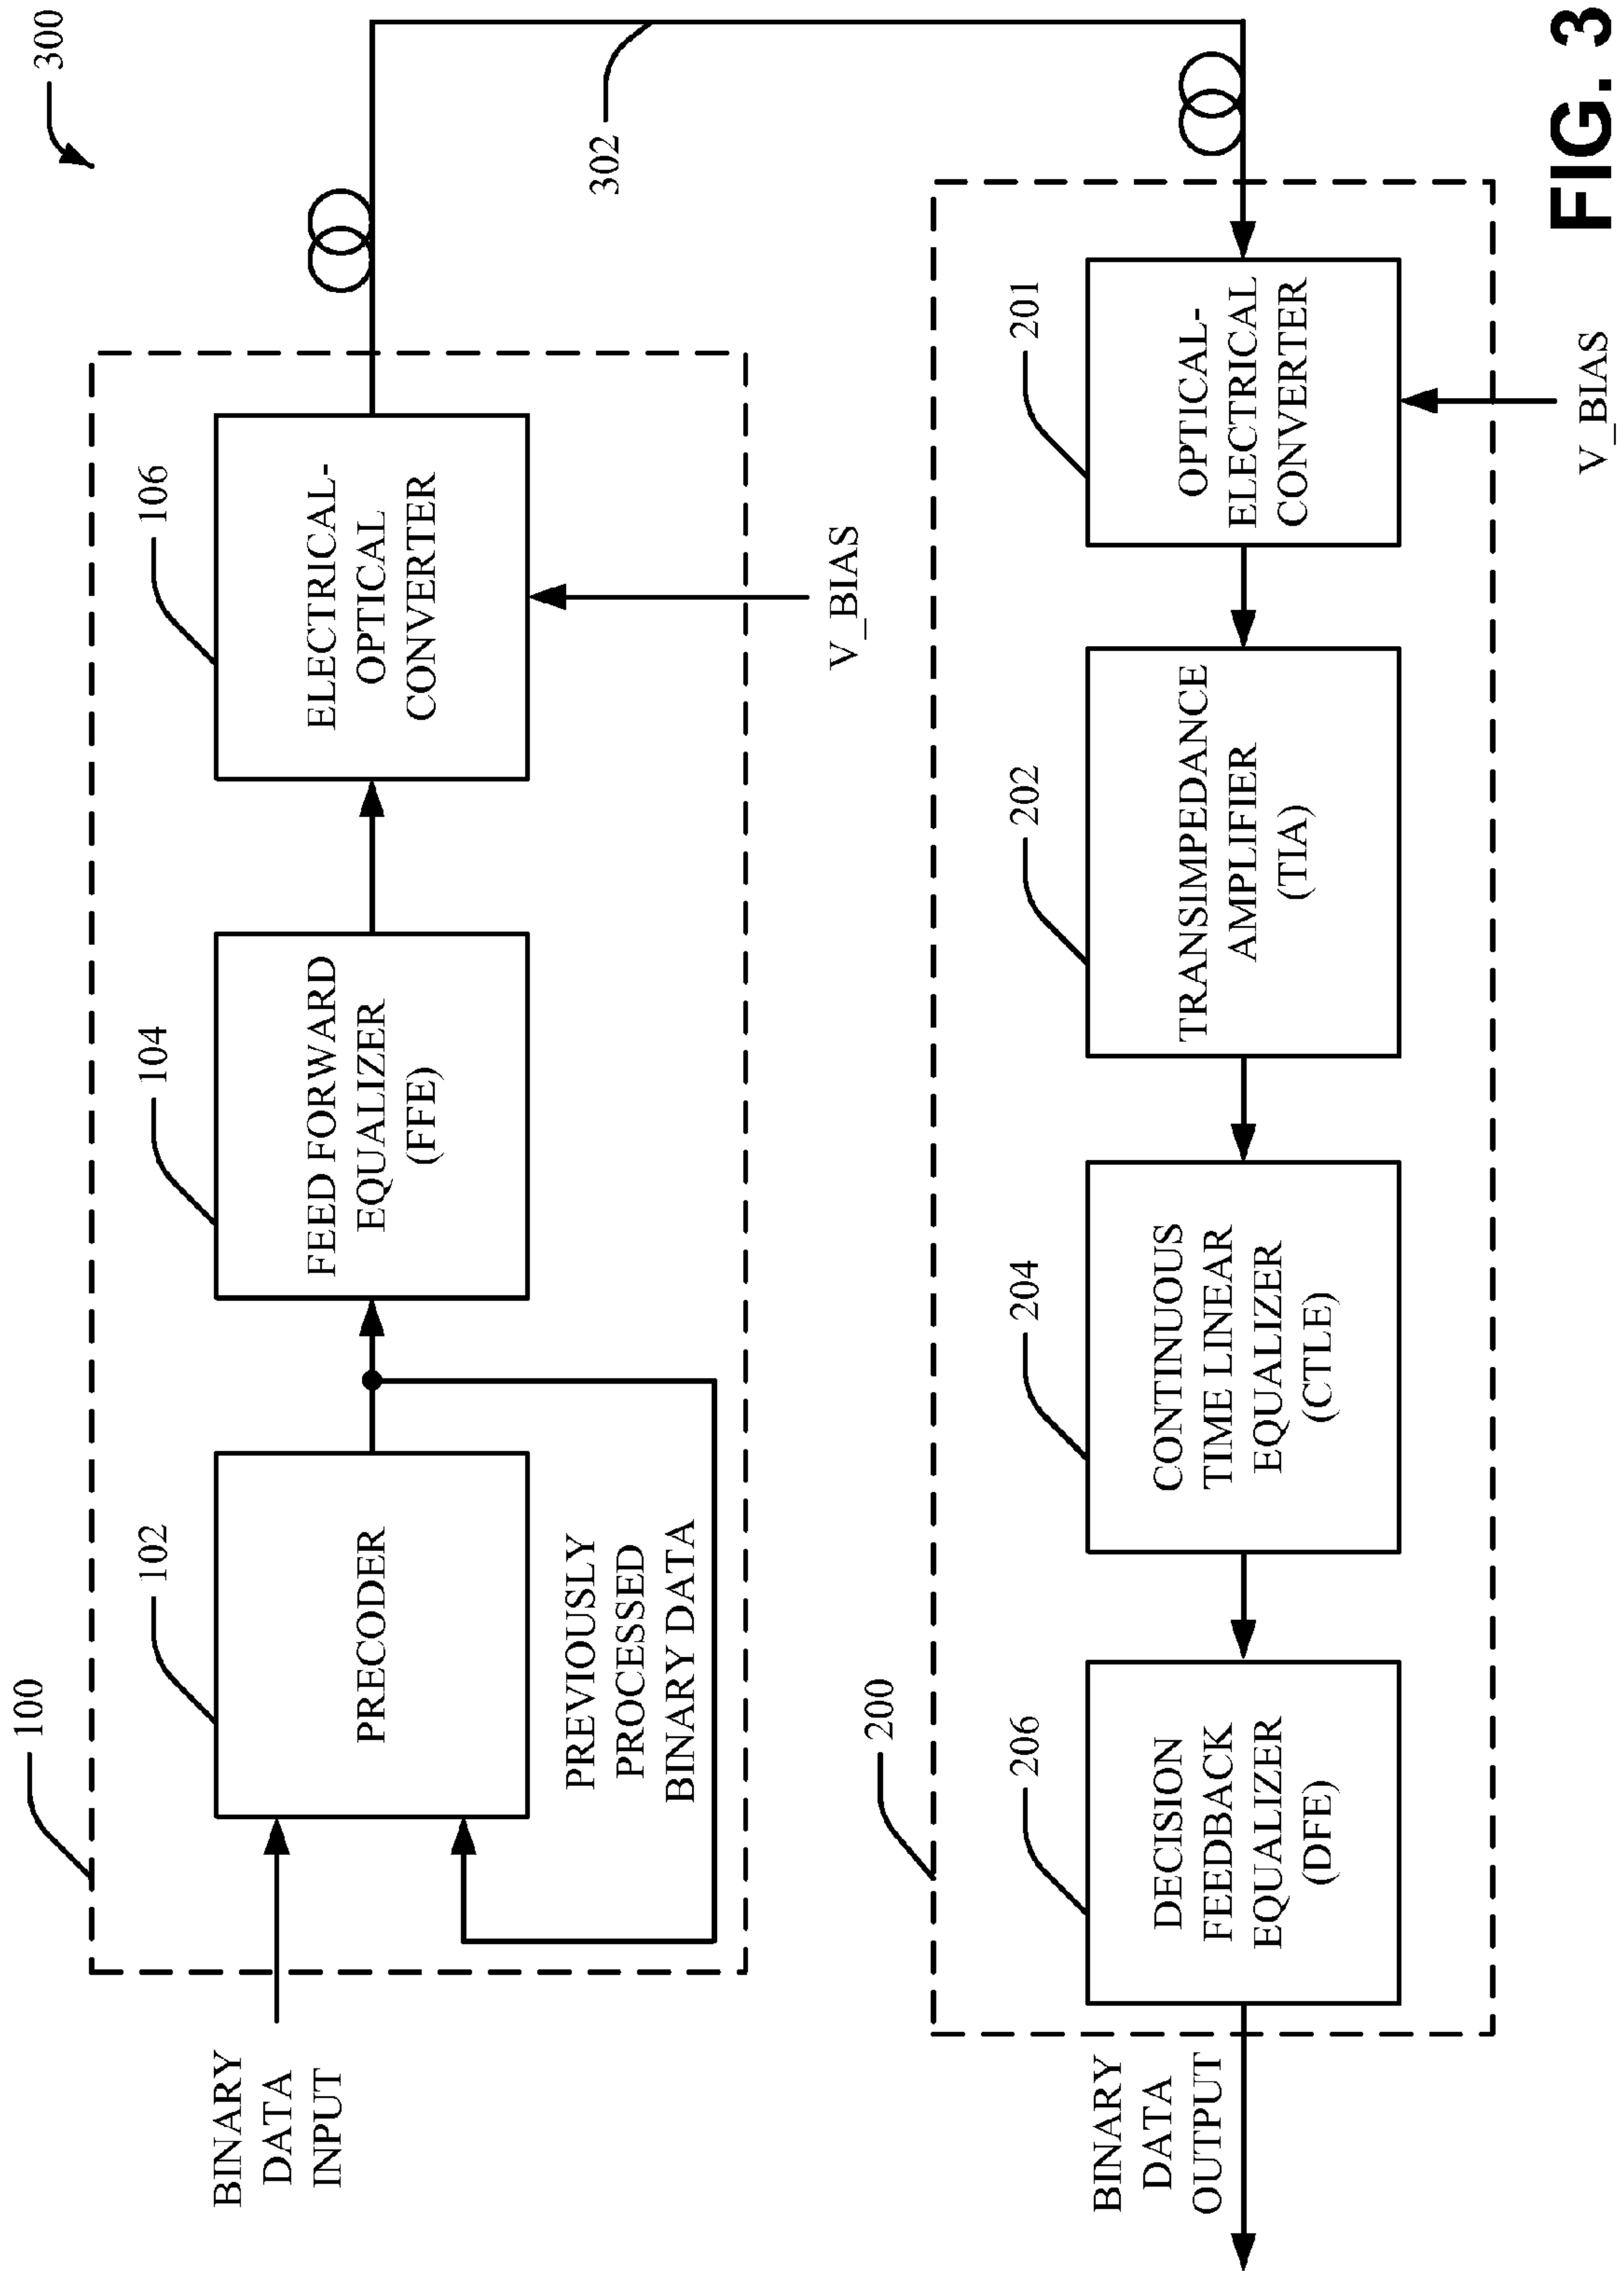 300
100
102
104
106
BINARY
DATA
INPUT
PRECODER
PREVIOUSLY
PROCESSED
BINARY DATA
FEED FORWARD
EQUALIZER
(FFE)
ELECTRICAL-
OPTICAL
CONVERTER
V_BIAS
302
200
206
204
202
201
BINARY
DATA
OUTPUT
DECISION
FEEDBACK
EQUALIZER
(DFE)
CONTINUOUS
TIME LINEAR
EQUALIZER
(CTLE)
TRANSIMPEDANCE
AMPLIFIER
(TIA)
OPTICAL-
ELECTRICAL
CONVERTER
V_BIAS
FIG. 3